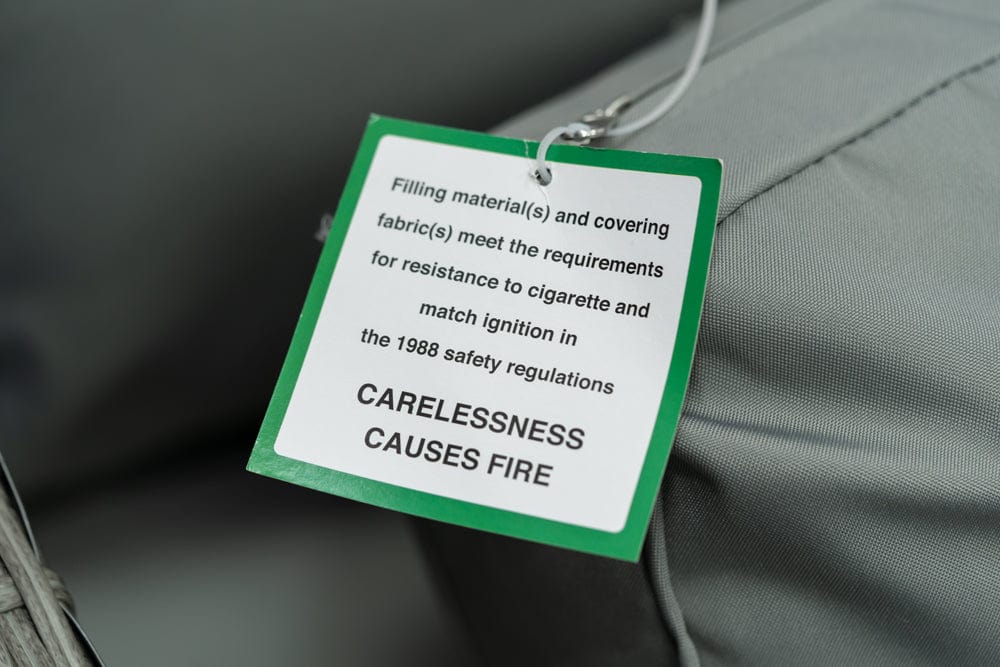 Filling material(s) and covering
fabric(s) meet the requirements
for resistance to cigarette and
match ignition in
the 1988 safety regulations
CARELESSNESS
CAUSES FIRE